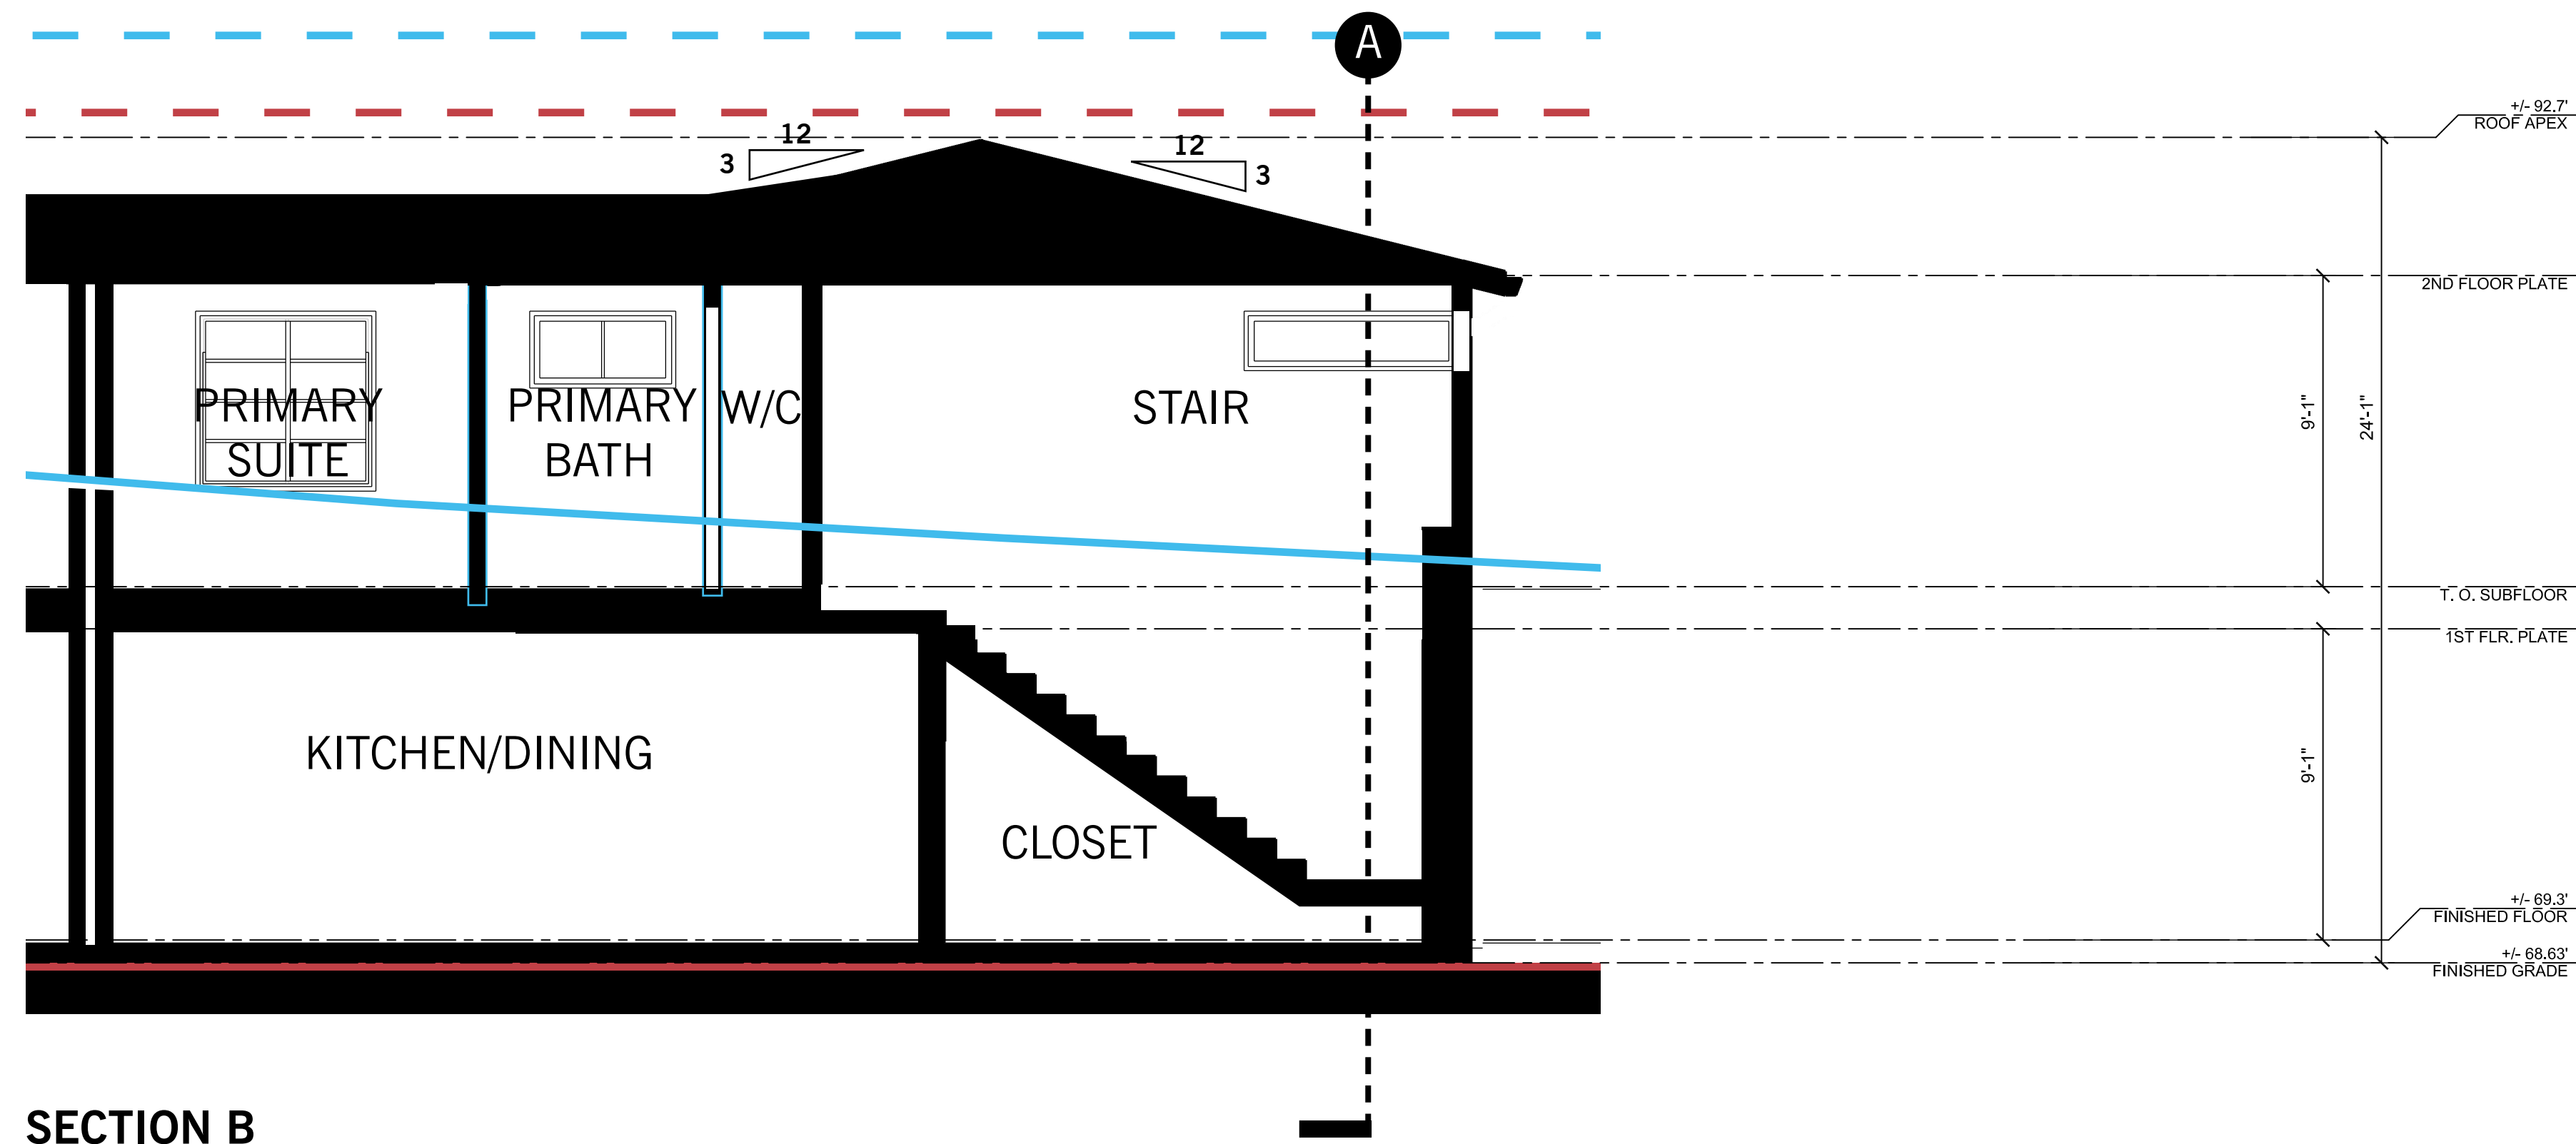 A
+/- 92.7'
ROOF APEX
12
3
12
3
2ND FLOOR PLATE
PRIMARY
SUITE
PRIMARY
BATH
W/C
STAIR
9'-1"
24'-1"
T. O. SUBFLOOR
1ST FLR. PLATE
KITCHEN/DINING
9'-1"
CLOSET
+/- 69.3'
FINISHED FLOOR
+/- 68.63'
FINISHED GRADE
SECTION B